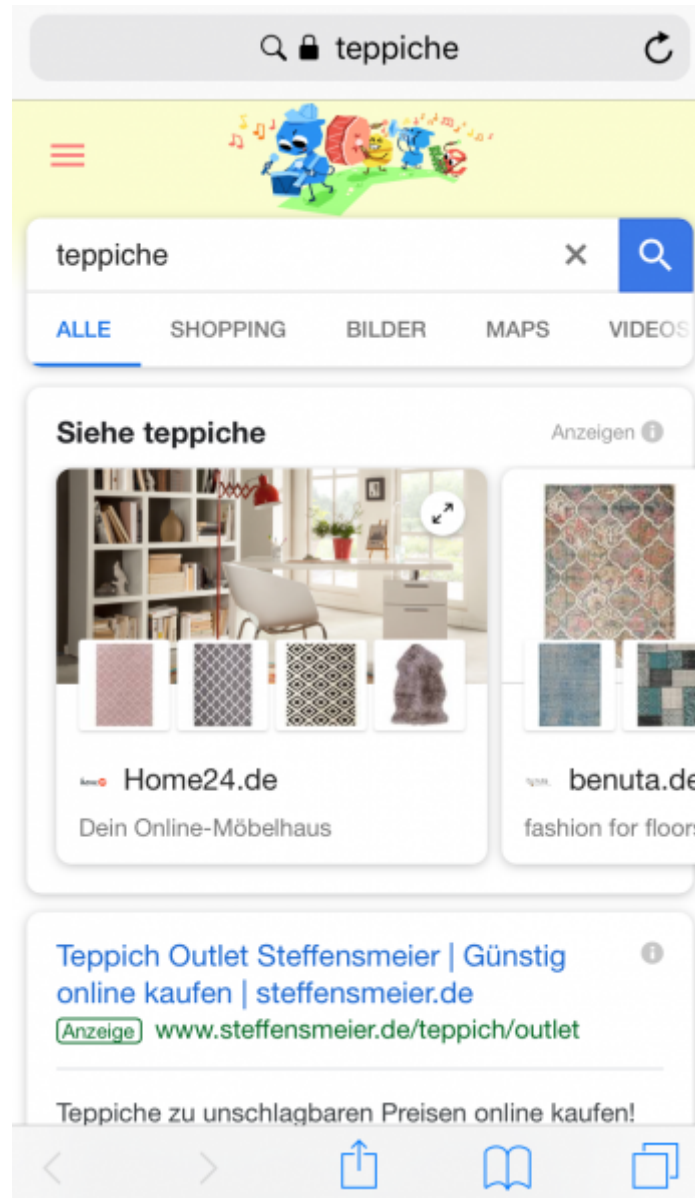 teppiche
teppiche
ALLE SHOPPING BILDER MAPS VIDEOS
Siehe teppiche Anzeigen
Home24.de
Dein Online-Möbelhaus
benuta.de
fashion for floors
Teppich Outlet Steffensmeier | Günstig
online kaufen | steffensmeier.de
Anzeige www.steffensmeier.de/teppich/outlet
Teppiche zu unschlagbaren Preisen online kaufen!